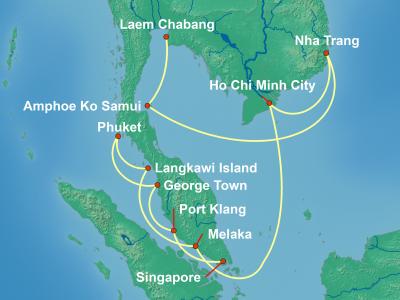 Laem Chabang
Nha Trang
Ho Chi Minh City
Amphoe Ko Samui
Phuket
Langkawi Island
George Town
Port Klang
Melaka
Singapore